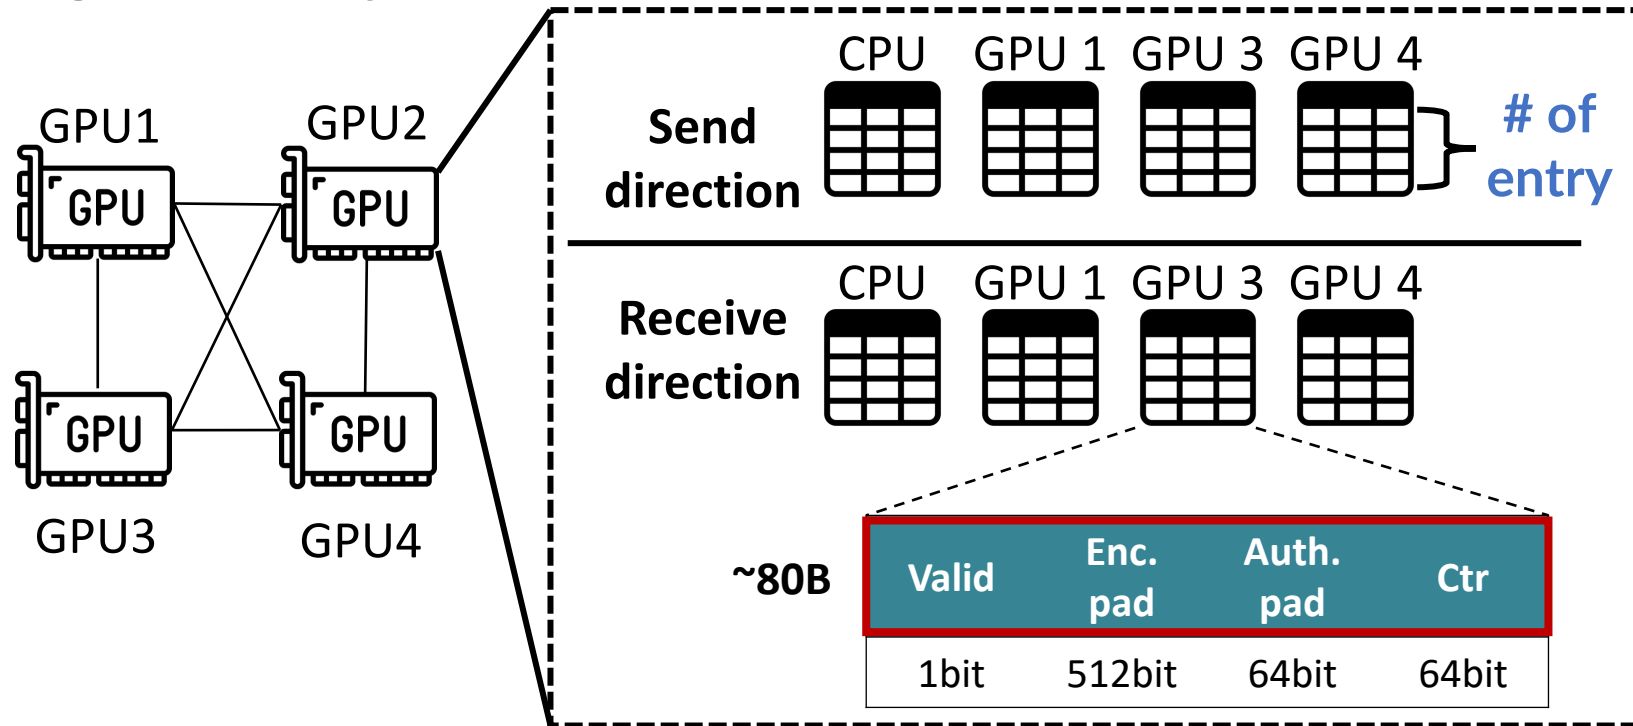 GPU1
GPU2
GPU
GPU
GPU
GPU
GPU3
GPU4
CPU GPU 1 GPU 3 GPU 4
Send
direction
# of
entry
CPU GPU 1 GPU 3 GPU 4
Receive
direction
~80B
Valid
Enc.
pad
Auth.
pad
Ctr
1bit 512bit 64bit 64bit